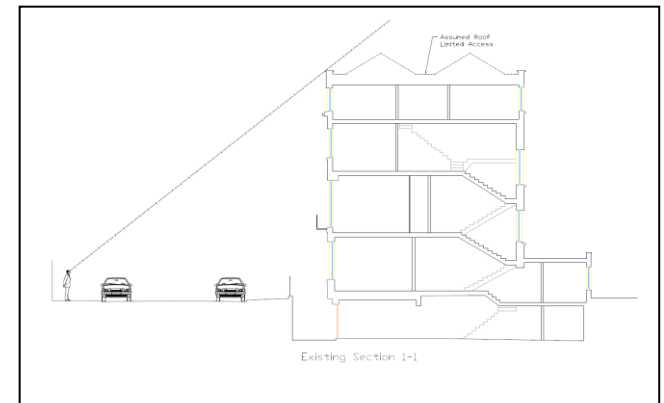 Assumed Roof
Limited Access
Existing Section 1-1